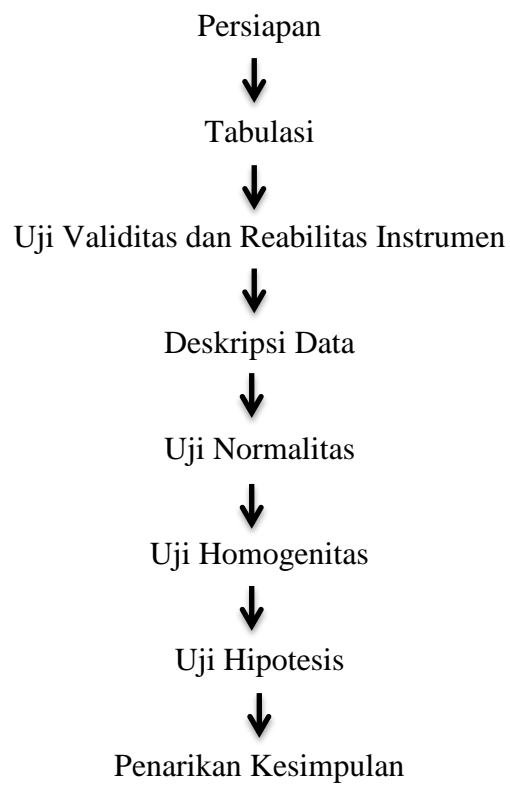 Persiapan
Tabulasi
Uji Validitas dan Reabilitas Instrumen
Deskripsi Data
Uji Normalitas
Uji Homogenitas
Uji Hipotesis
Penarikan Kesimpulan